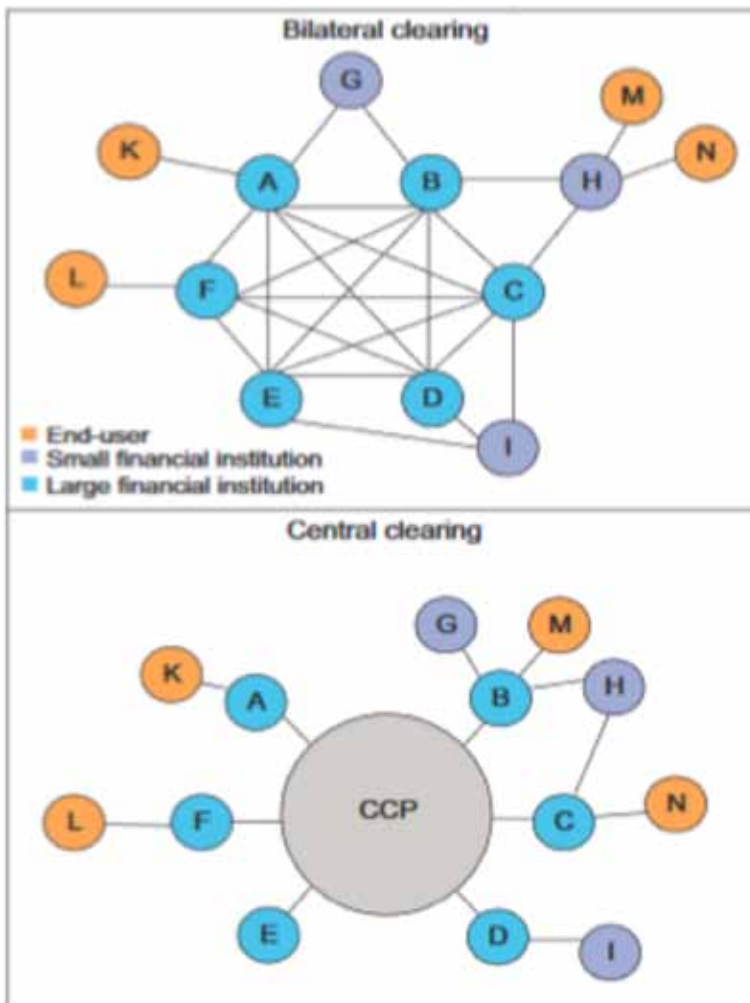 Bilateral clearing
G
M
K
N
A
B
H
L
F
C
E
D
I
End-user
Small financial institution
Large financial institution
Central clearing
G
M
K
H
A
B
CCP
L
F
C
N
E
D
I